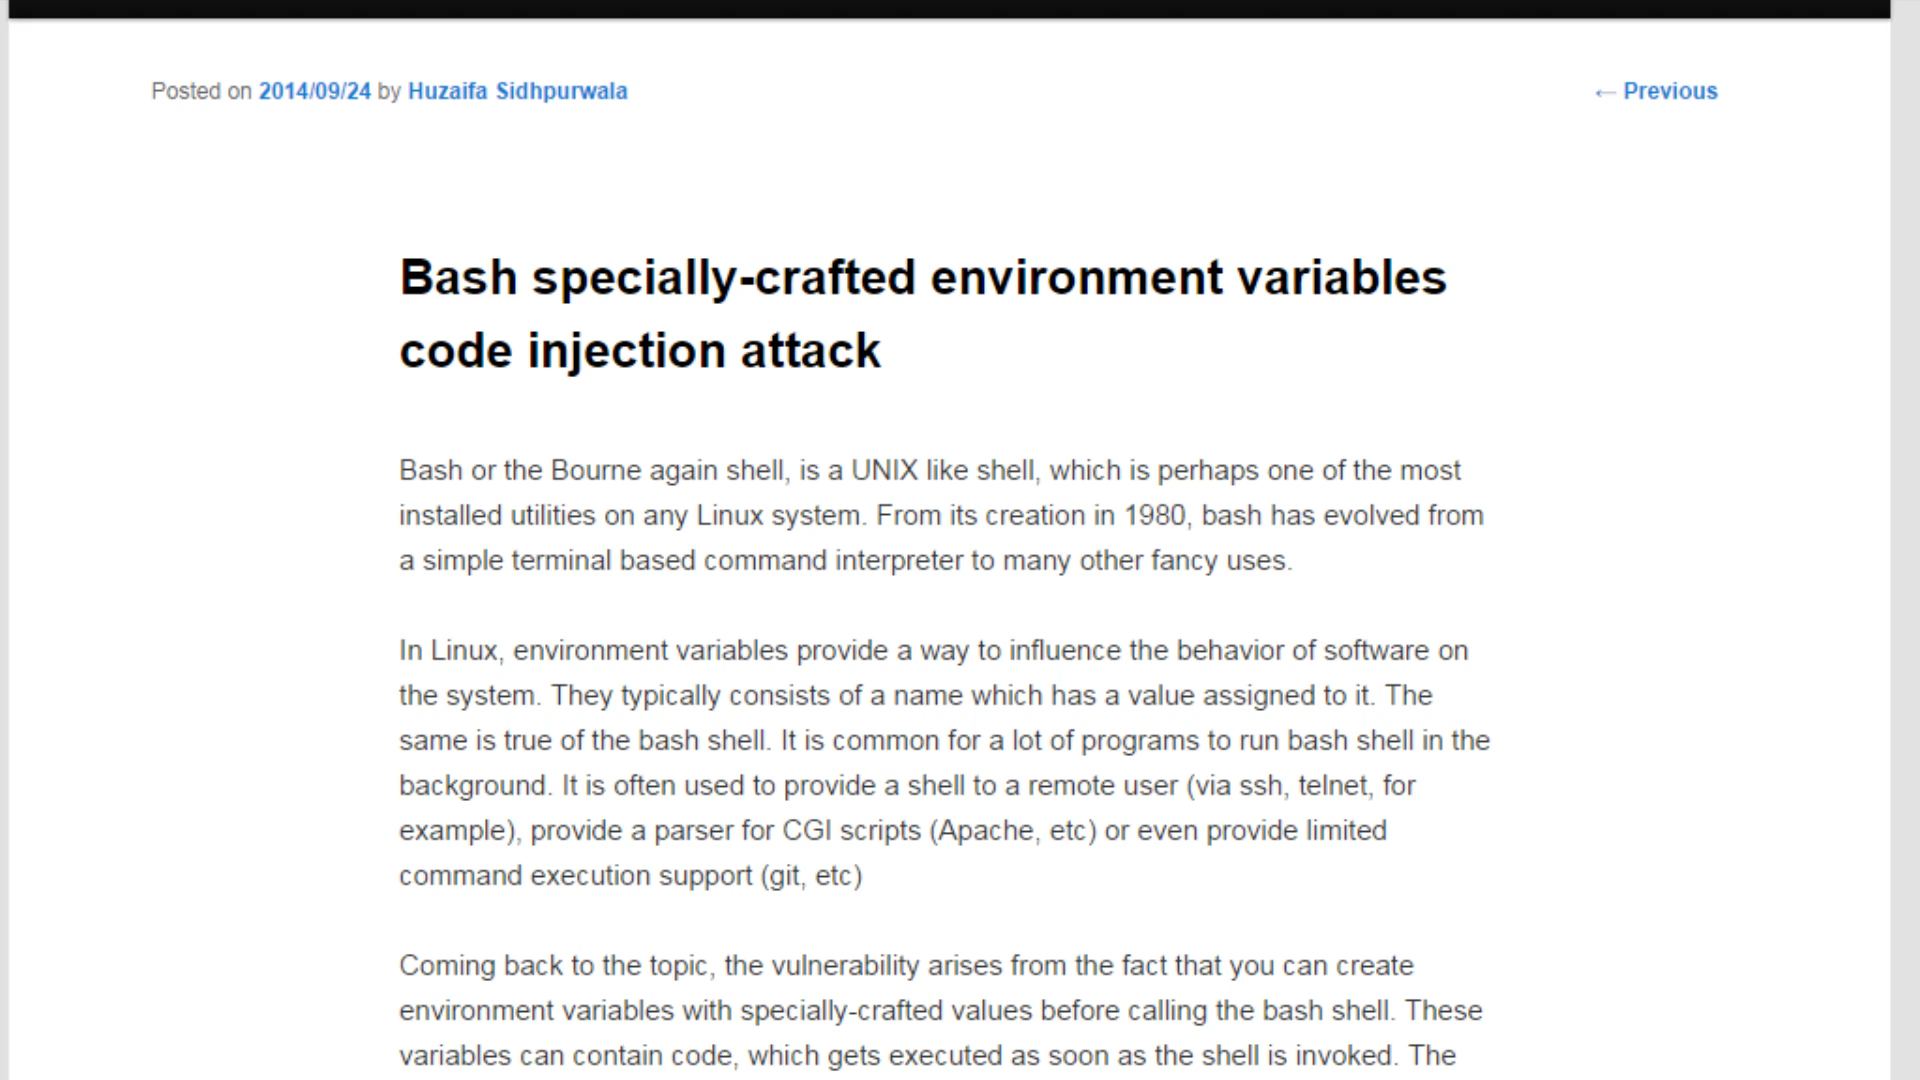 Posted on 2014/09/24 by Huzaifa Sidhpurwala
← Previous
Bash specially-crafted environment variables
code injection attack
Bash or the Bourne again shell, is a UNIX like shell, which is perhaps one of the most
installed utilities on any Linux system. From its creation in 1980, bash has evolved from
a simple terminal based command interpreter to many other fancy uses.
In Linux, environment variables provide a way to influence the behavior of software on
the system. They typically consists of a name which has a value assigned to it. The
same is true of the bash shell. It is common for a lot of programs to run bash shell in the
background. It is often used to provide a shell to a remote user (via ssh, telnet, for
example), provide a parser for CGI scripts (Apache, etc) or even provide limited
command execution support (git, etc)
Coming back to the topic, the vulnerability arises from the fact that you can create
environment variables with specially-crafted values before calling the bash shell. These
variables can contain code, which gets executed as soon as the shell is invoked. The